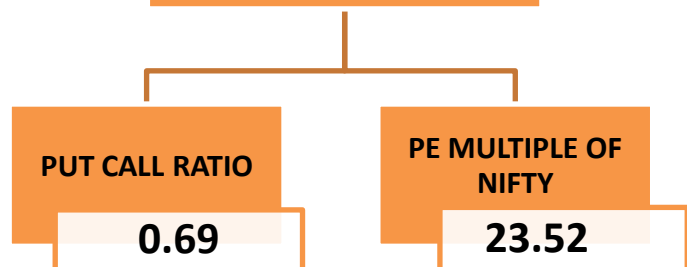 PUT CALL RATIO
0.69
PE MULTIPLE OF
NIFTY
23.52